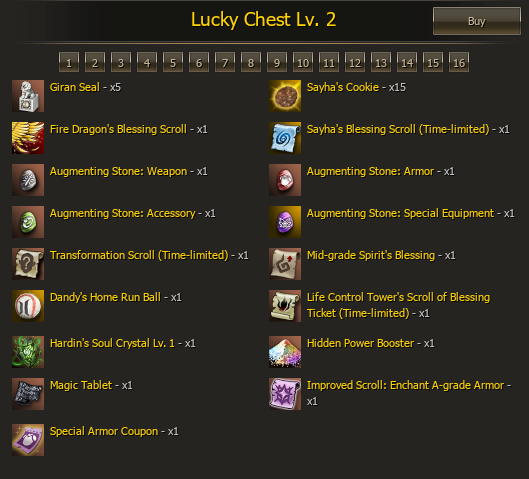 Lucky Chest Lv. 2
Buy
1 2 3 4 5 6 7 8 9 10 11 12 13 14 15 16
Giran Seal - x5
Sayha's Cookie - x15
Fire Dragon's Blessing Scroll - x1
Sayha's Blessing Scroll (Time-limited) - x1
Augmenting Stone: Weapon - x1
Augmenting Stone: Armor - x1
Augmenting Stone: Accessory - x1
Augmenting Stone: Special Equipment - x1
Transformation Scroll (Time-limited) - x1
Mid-grade Spirit's Blessing - x1
Dandy's Home Run Ball - x1
Life Control Tower's Scroll of Blessing
Ticket (Time-limited) - x1
Hardin's Soul Crystal Lv. 1 - x1
Hidden Power Booster - x1
Magic Tablet - x1
Improved Scroll: Enchant A-grade Armor -
x1
Special Armor Coupon - x1